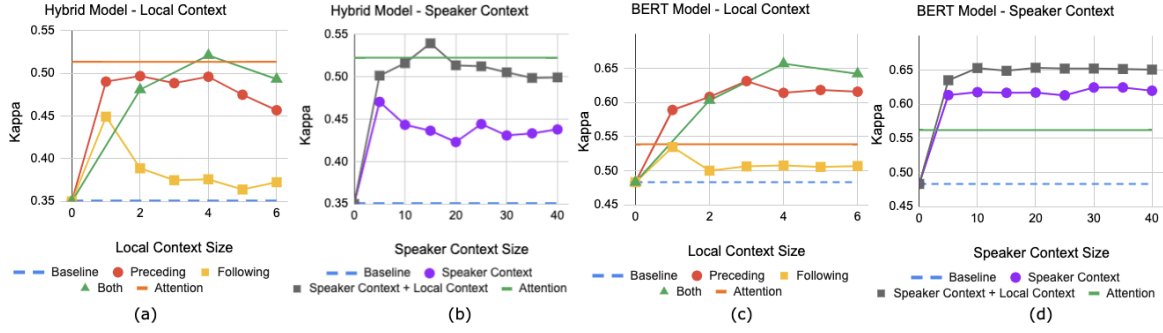 Hybrid Model - Local Context
Kappa
0.55
0.50
0.45
0.40
0.35
0 2 4 6
Local Context Size
Baseline Preceding Following
Both Attention
(a)
Hybrid Model - Speaker Context
Kappa
0.55
0.50
0.45
0.40
0.35
0 10 20 30 40
Speaker Context Size
Baseline Speaker Context
Speaker Context + Local Context Attention
(b)
BERT Model - Local Context
Kappa
0.65
0.60
0.55
0.50
0.45
0 2 4 6
Local Context Size
Baseline Preceding
Following
Both Attention
(c)
BERT Model - Speaker Context
Kappa
0.65
0.60
0.55
0.50
0.45
0 10 20 30 40
Speaker Context Size
Baseline Speaker Context
Speaker Context + Local Context Attention
(d)